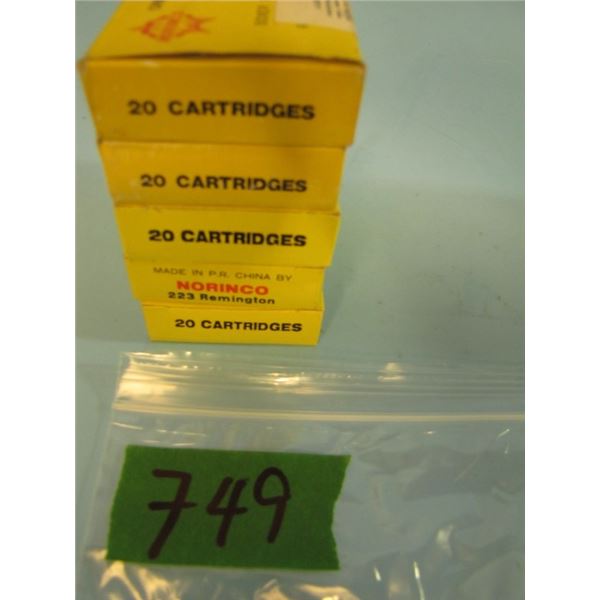 20 CARTRIDGES
20 CARTRIDGES
20 CARTRIDGES
MADE IN P.R. CHINA BY
NORINCO
223 Remington
20 CARTRIDGES
749